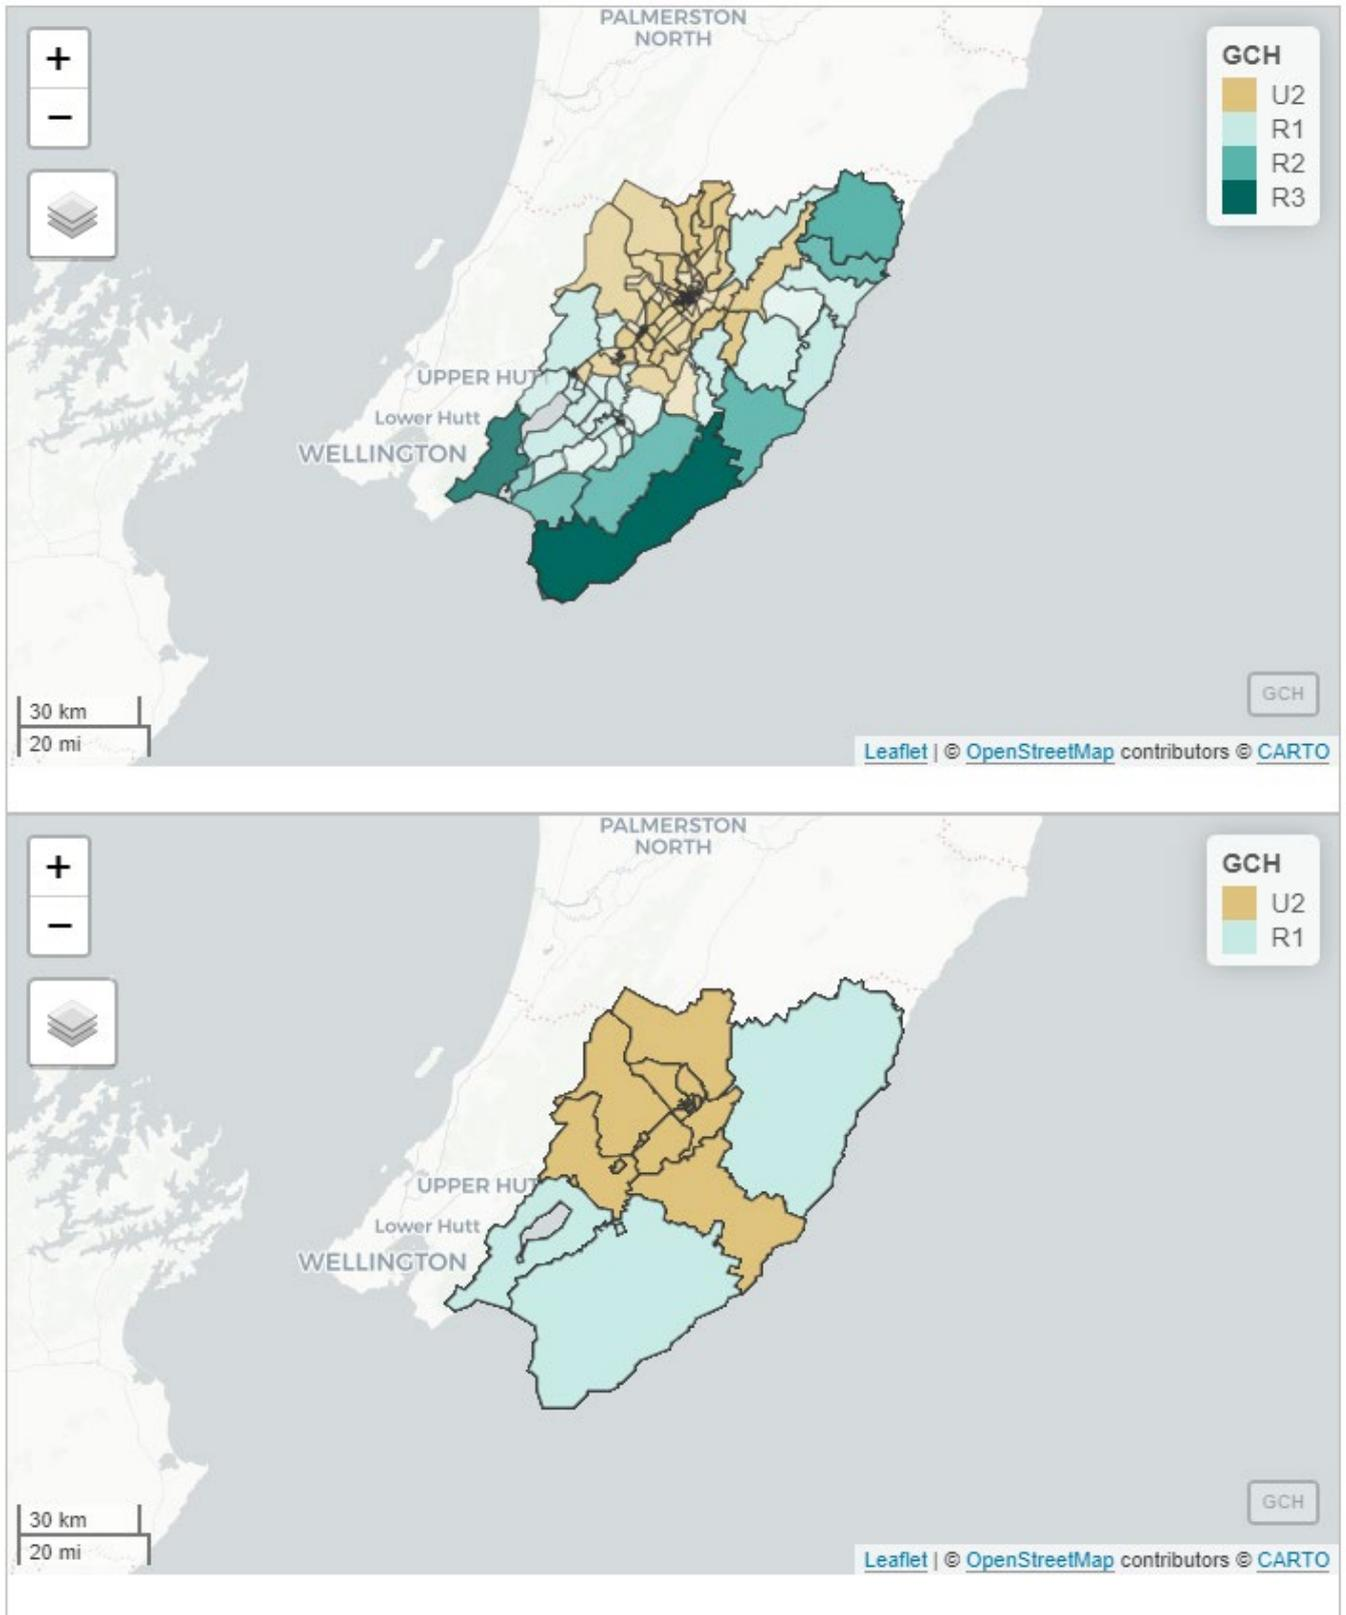 PALMERSTON
NORTH
+
−
GCH
U2
R1
R2
R3
UPPER HUT
Lower Hutt
WELLINGTON
30 km
20 mi
GCH
Leaflet | © OpenStreetMap contributors © CARTO
PALMERSTON
NORTH
+
−
GCH
U2
R1
UPPER HUT
Lower Hutt
WELLINGTON
30 km
20 mi
GCH
Leaflet | © OpenStreetMap contributors © CARTO